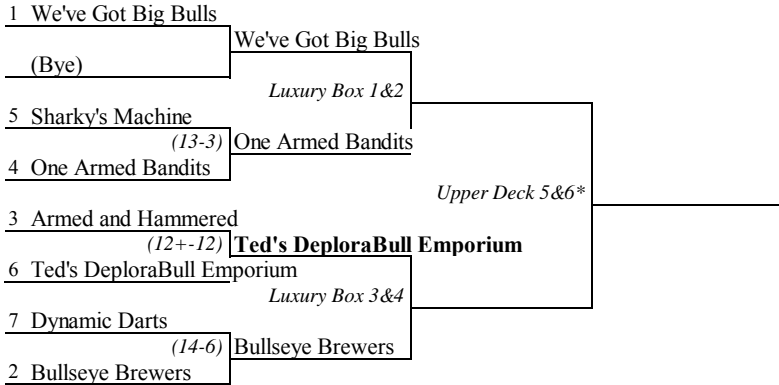 1 We've Got Big Bulls
We've Got Big Bulls
(Bye)
Luxury Box 1&2
5 Sharky's Machine
(13-3) One Armed Bandits
4 One Armed Bandits
Upper Deck 5&6*
3 Armed and Hammered
(12+-12) Ted's DeploraBull Emporium
6 Ted's DeploraBull Emporium
Luxury Box 3&4
7 Dynamic Darts
(14-6) Bullseye Brewers
2 Bullseye Brewers